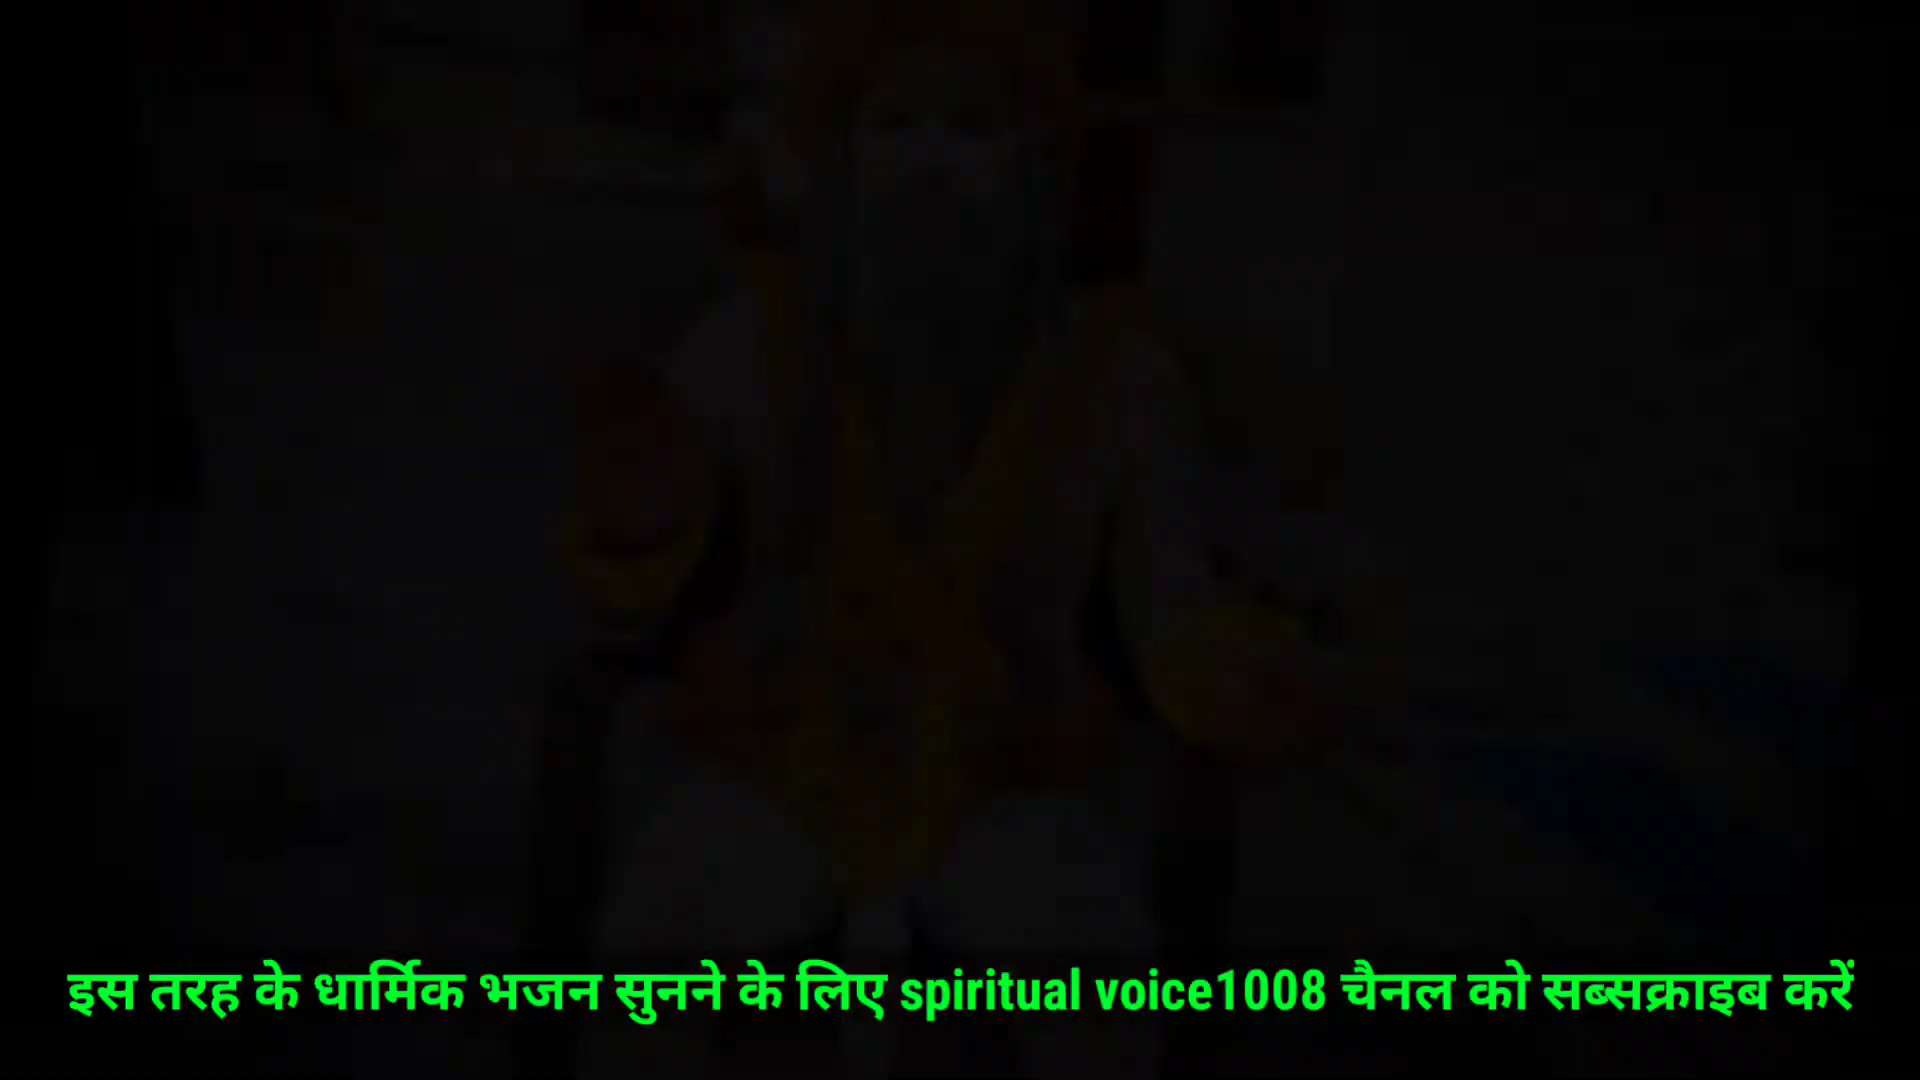 इस तरह के धार्मिक भजन सुनने के लिए spiritual voice1008 चैनल को सब्सक्राइब करें